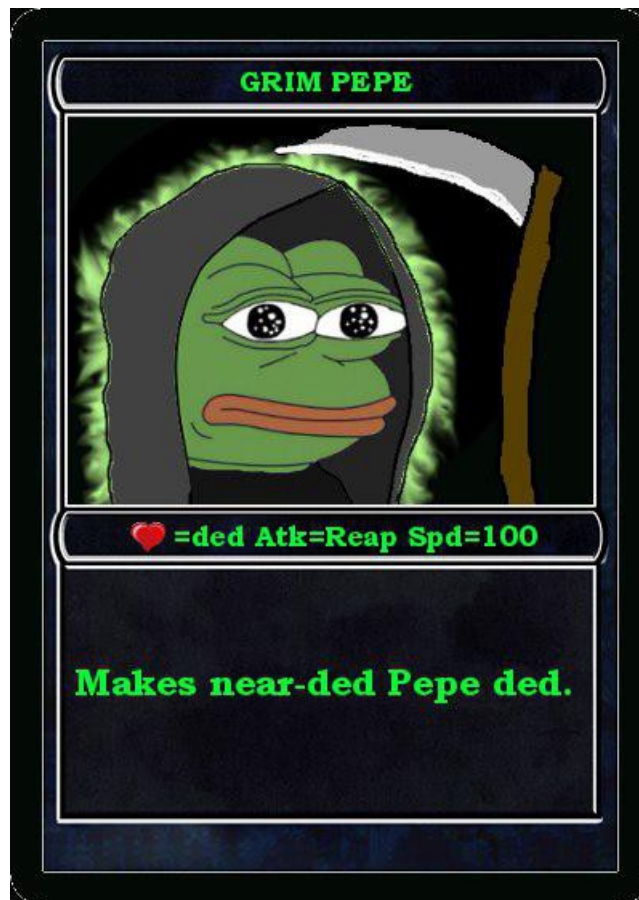 GRIM PEPE
❤=ded Atk=Reap Spd=100
Makes near-ded Pepe ded.